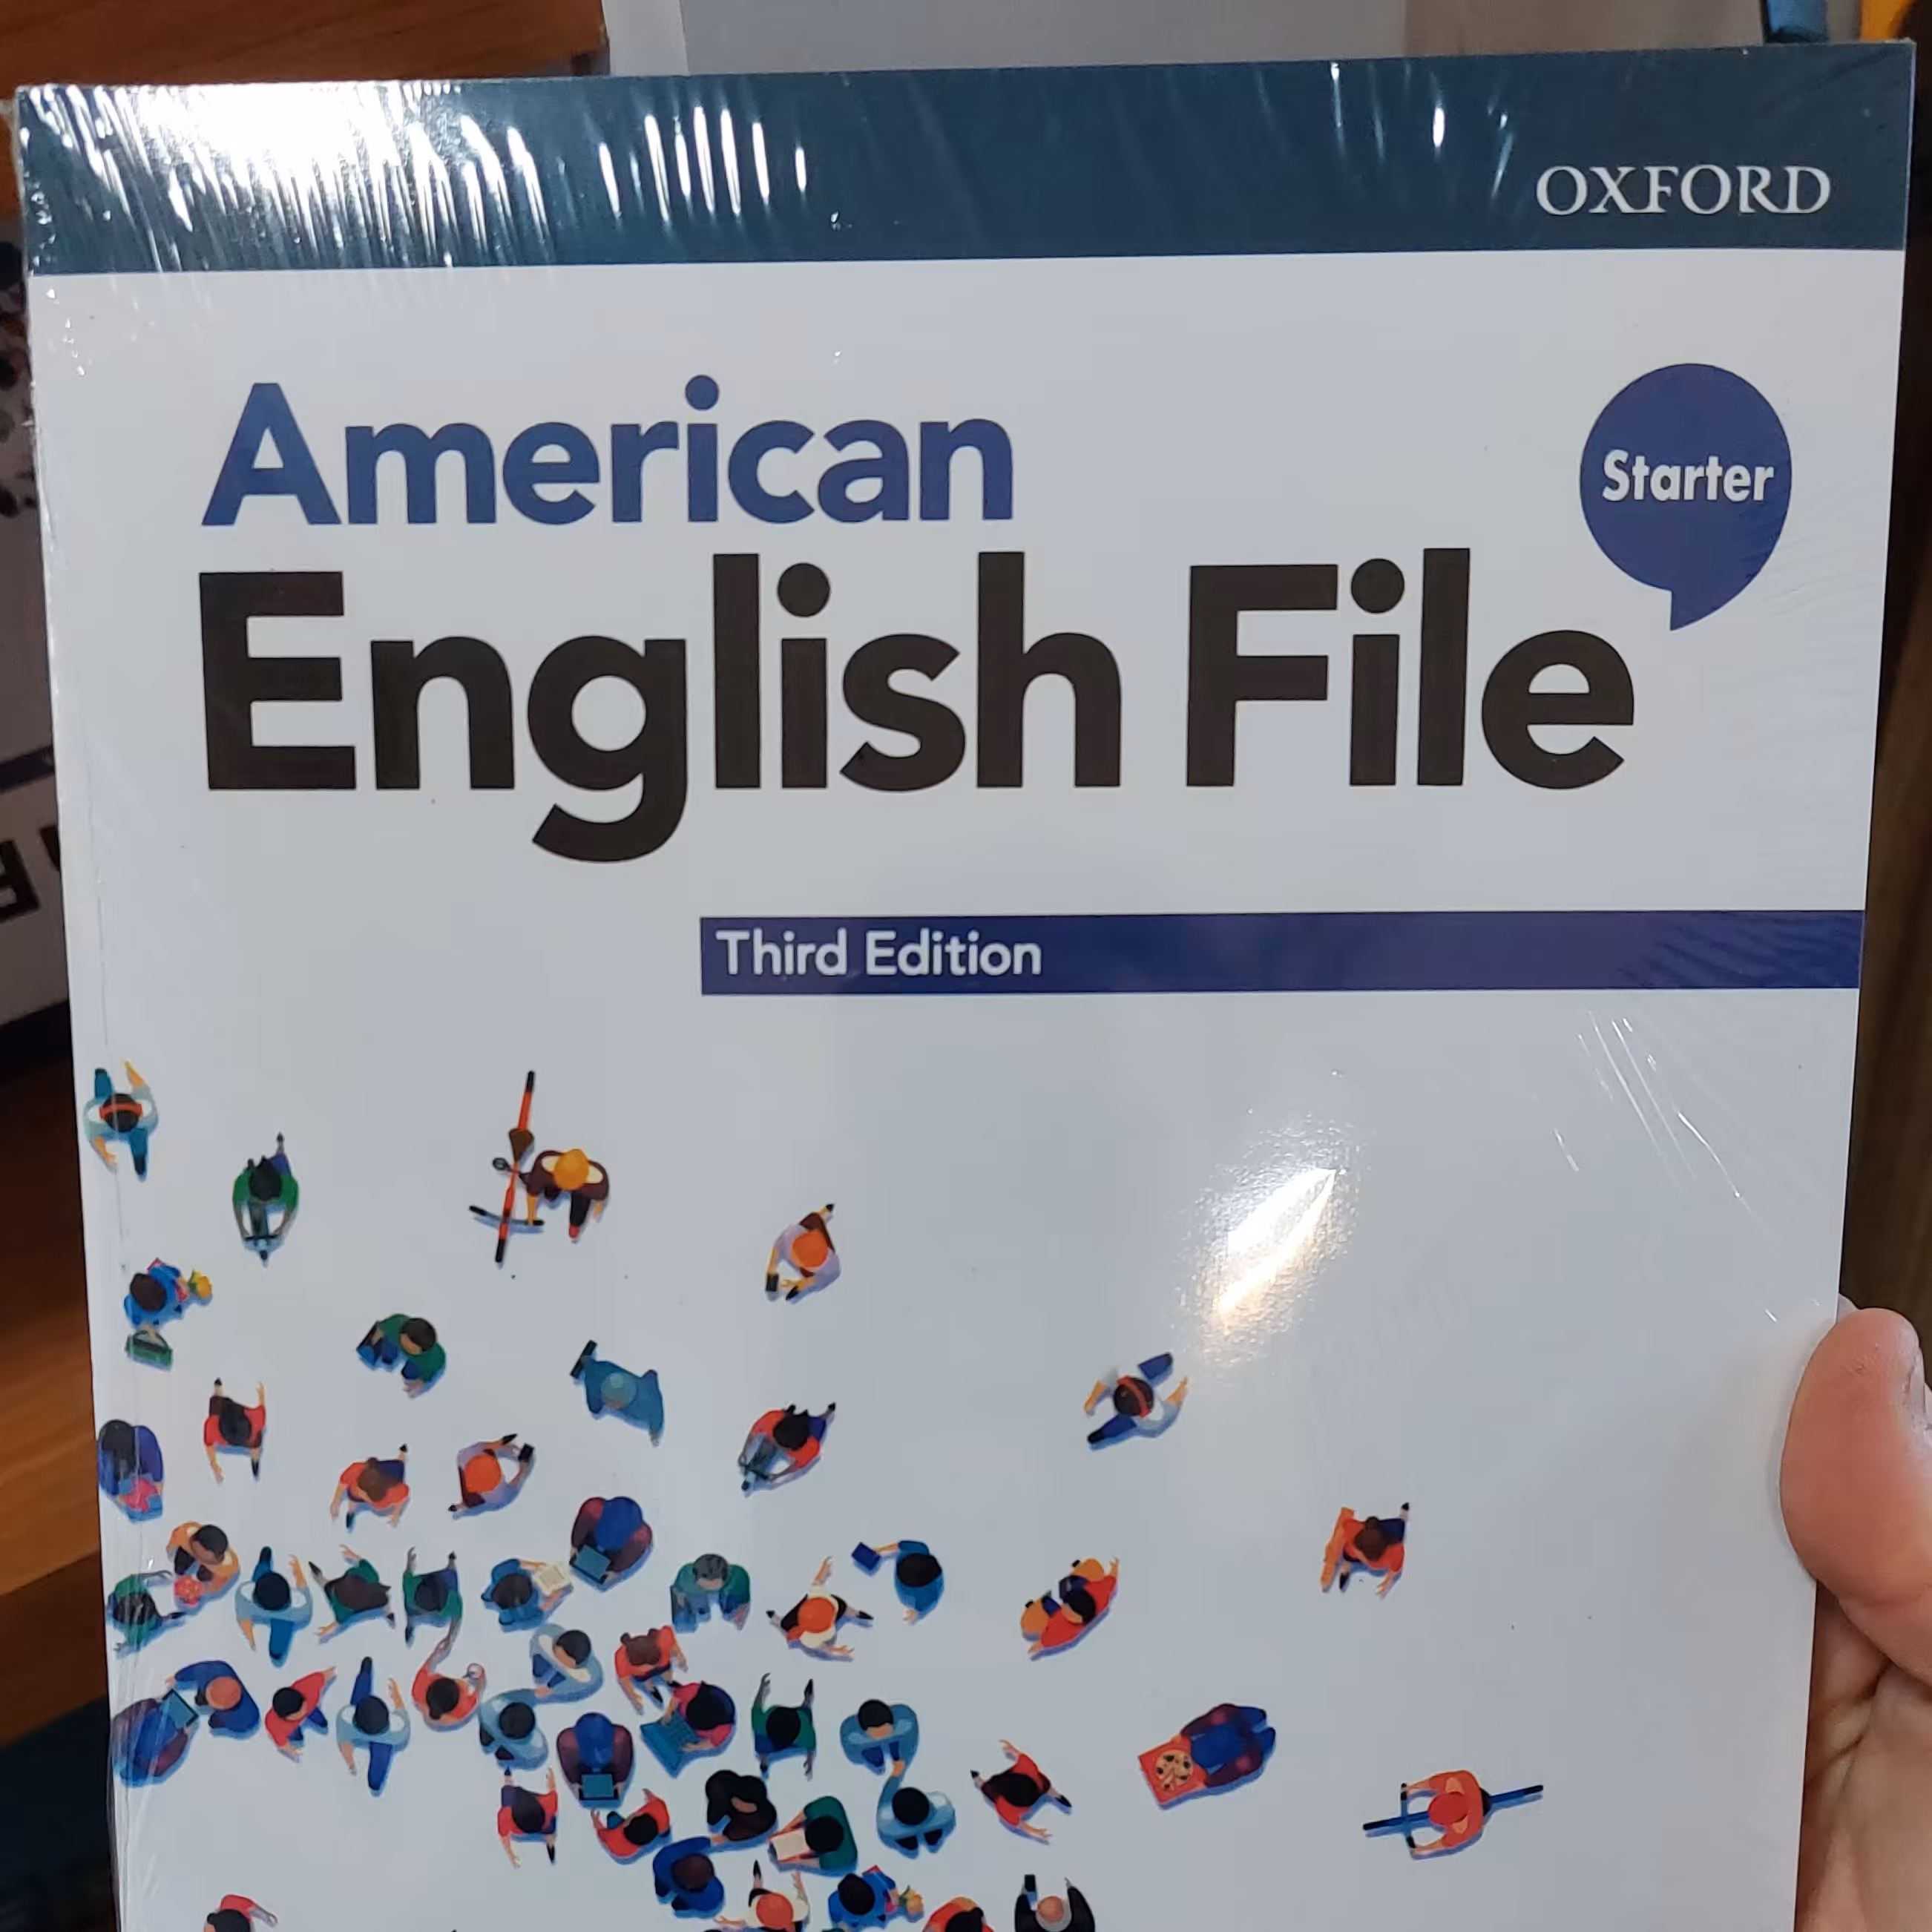 OXFORD
American
Starter
English File
Third Edition